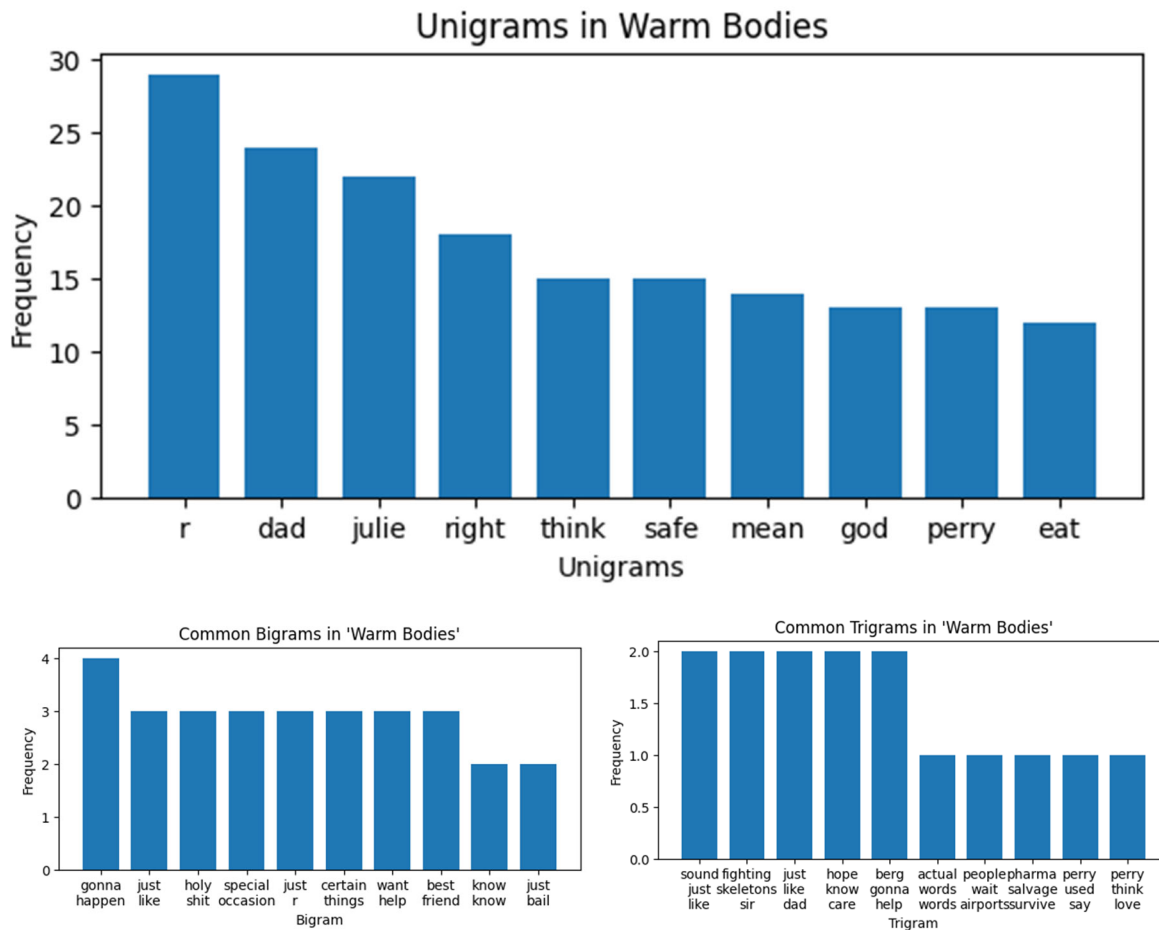 Unigrams in Warm Bodies
Frequency
30
25
20
15
10
5
0
r dad julie right think safe mean god perry eat
Unigrams
Common Bigrams in 'Warm Bodies'
Frequency
4
3
2
1
0
gonna just holy special just certain want best know just
happen like shit occasion r things help friend know bail
Bigram
Common Trigrams in 'Warm Bodies'
Frequency
2.0
1.5
1.0
0.5
0.0
sound fighting just hope berg actual people pharma perry perry
just skeletons like know gonna words wait salvage used think
like sir dad care help words airports survive say love
Trigram